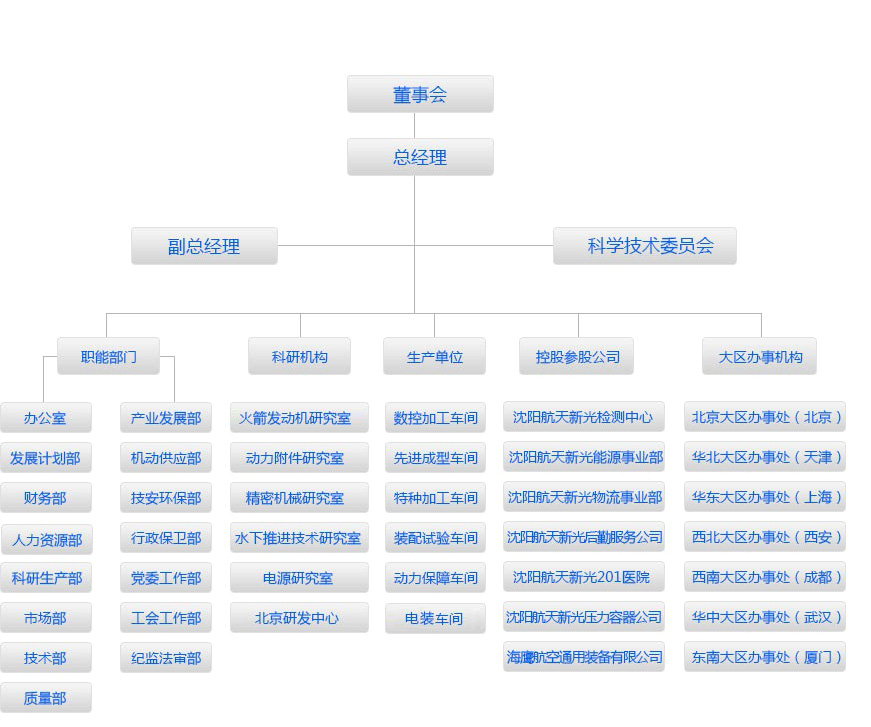 董事会
总经理
副总经理
科学技术委员会
职能部门
科研机构
生产单位
控股参股公司
大区办事机构
办公室
产业发展部
火箭发动机研究室
数控加工车间
沈阳航天新光检测中心
北京大区办事处（北京）
发展计划部
机动供应部
动力附件研究室
先进成型车间
沈阳航天新光能源事业部
华北大区办事处（天津）
财务部
技安环保部
精密机械研究室
特种加工车间
沈阳航天新光物流事业部
华东大区办事处（上海）
人力资源部
行政保卫部
水下推进技术研究室
装配试验车间
沈阳航天新光后勤服务公司
西北大区办事处（西安）
科研生产部
党委工作部
电源研究室
动力保障车间
沈阳航天新光201医院
西南大区办事处（成都）
市场部
工会工作部
北京研发中心
电装车间
沈阳航天新光压力容器公司
华中大区办事处（武汉）
技术部
纪监法审部
海鹰航空通用装备有限公司
东南大区办事处（厦门）
质量部